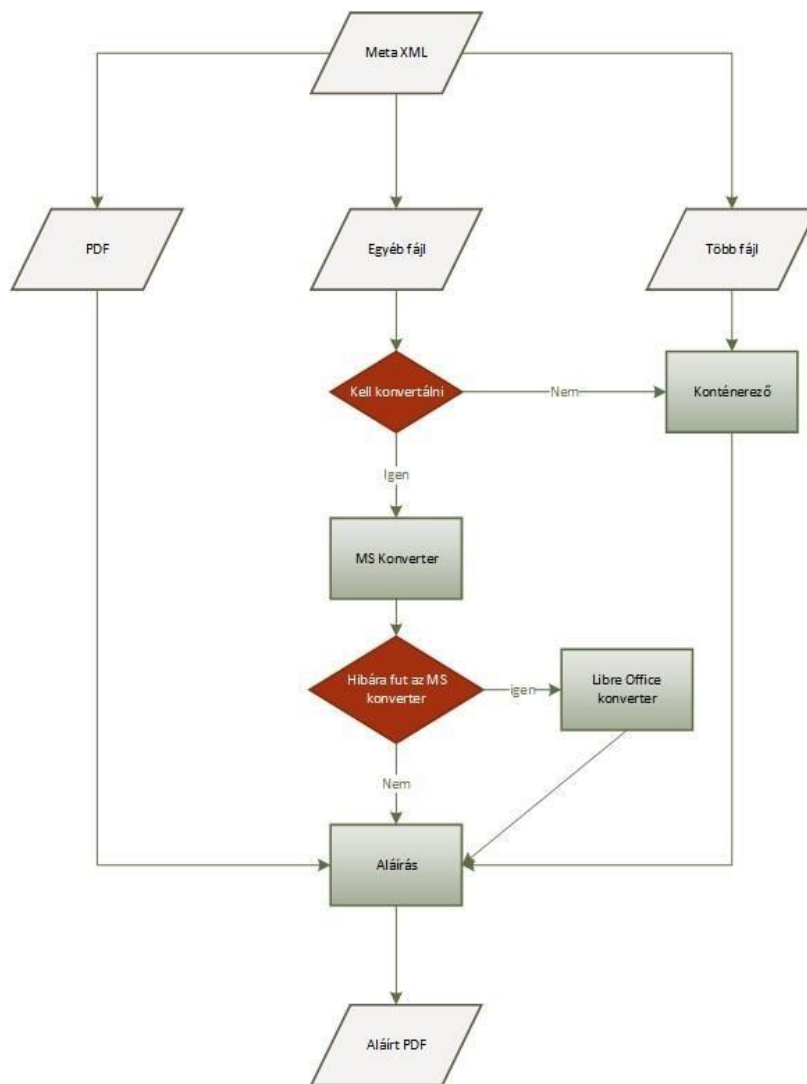 Meta XML
PDF
Egyéb fájl
Több fájl
Kell konvertálni
Nem
Konténerező
Igen
MS Konverter
Hibára fut az MS
konverter
igen
Libre Office
konverter
Nem
Aláírás
Aláírt PDF